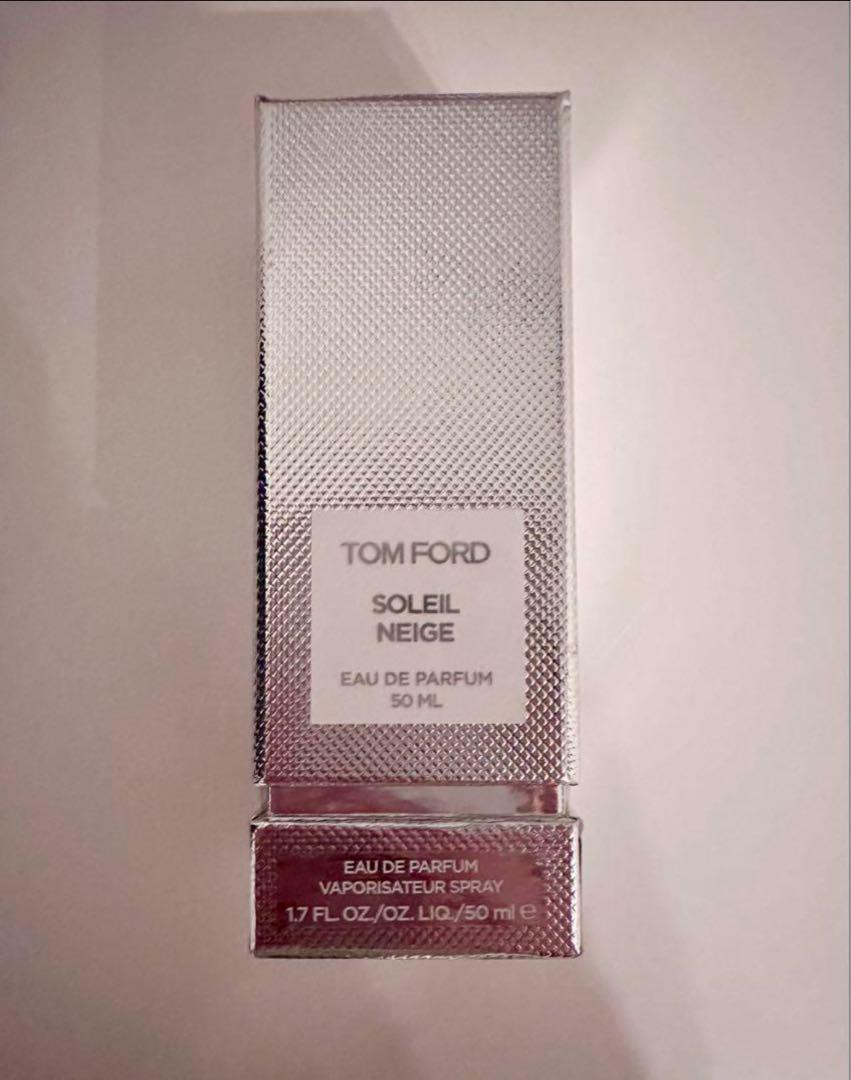 TOM FORD
SOLEIL
NEIGE
EAU DE PARFUM
50 ML
EAU DE PARFUM
VAPORISATEUR SPRAY
1.7 FL. OZ./OZ. LIQ./50 ml ℮